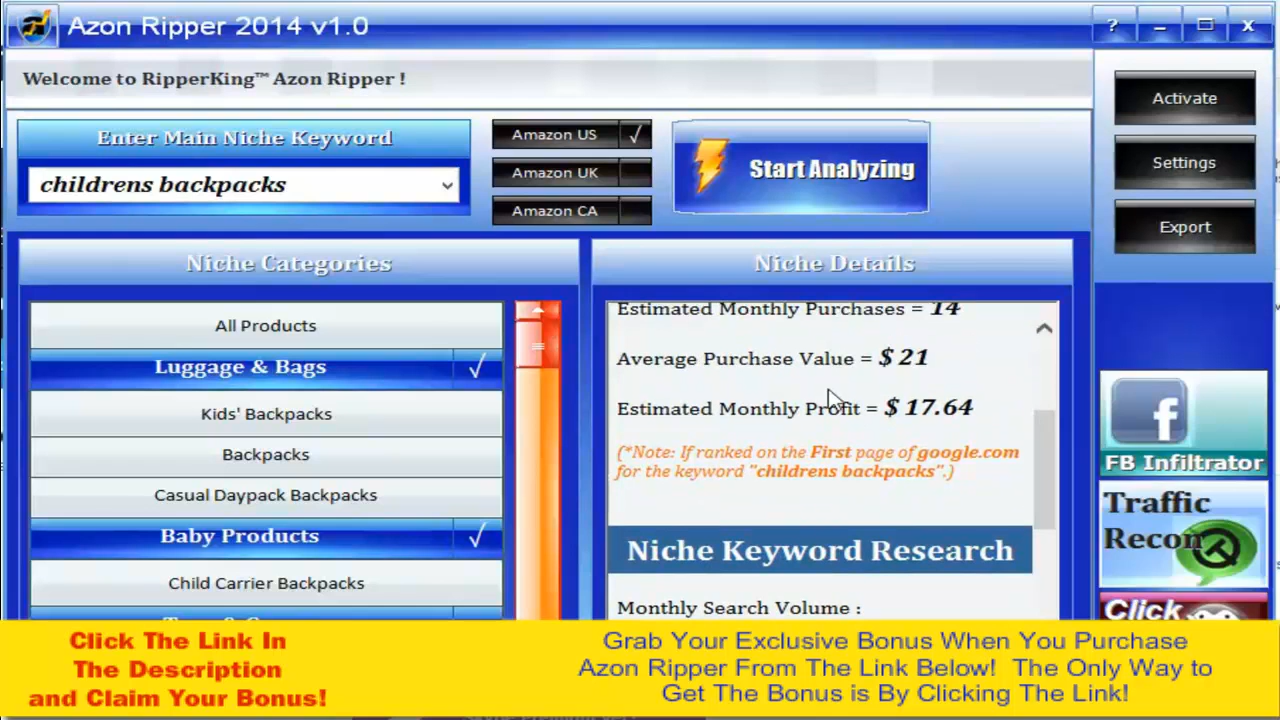 Azon Ripper 2014 v1.0
?
X
Welcome to RipperKing™ Azon Ripper !
Enter Main Niche Keyword
childrens backpacks
Amazon US √
Amazon UK
Amazon CA
Start Analyzing
Activate
Settings
Export
Niche Categories
All Products
Luggage & Bags √
Kids' Backpacks
Backpacks
Casual Daypack Backpacks
Baby Products √
Child Carrier Backpacks
Niche Details
Estimated Monthly Purchases = 14
Average Purchase Value = $ 21
Estimated Monthly Profit = $ 17.64
(*Note: If ranked on the First page of google.com
for the keyword "childrens backpacks".)
Niche Keyword Research
Monthly Search Volume :
f
FB Infiltrator
Traffic
Recon
Click
Click The Link In
The Description
and Claim Your Bonus!
Grab Your Exclusive Bonus When You Purchase
Azon Ripper From The Link Below! The Only Way to
Get The Bonus is By Clicking The Link!